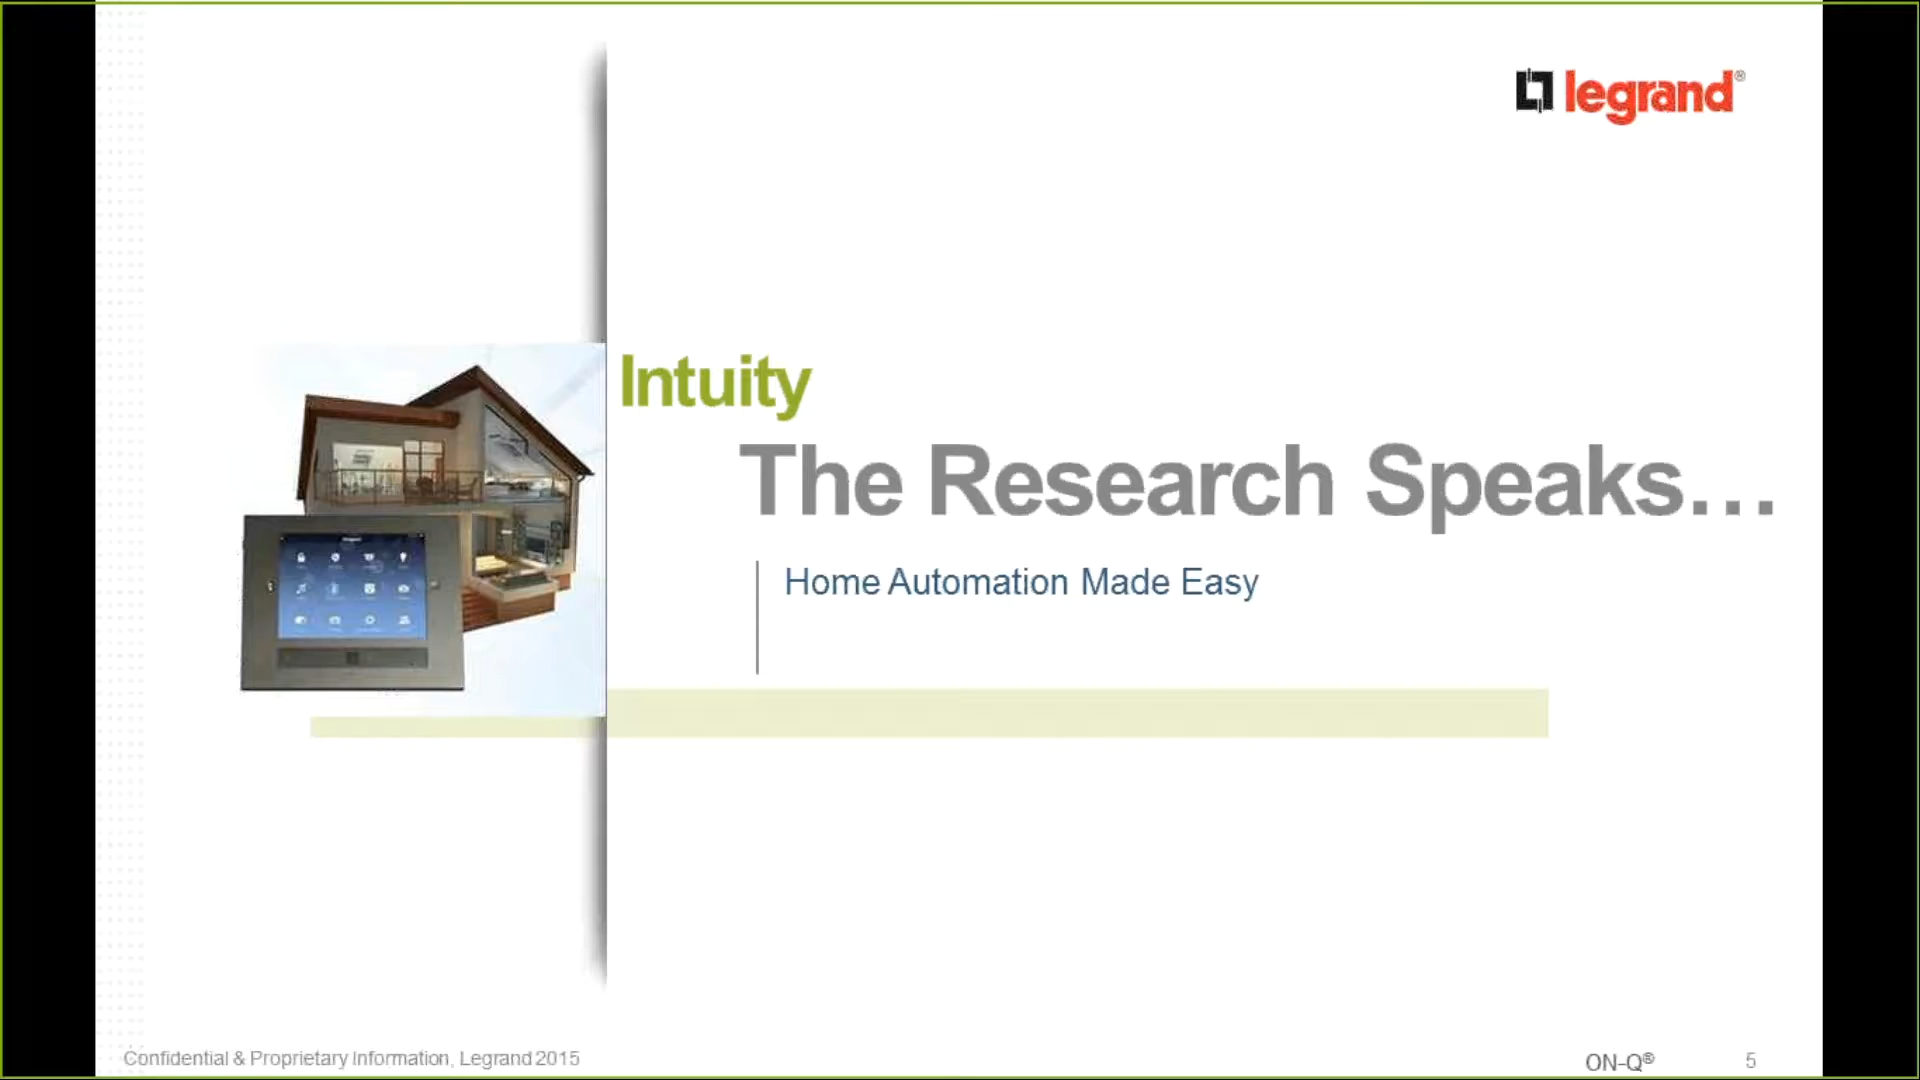 legrand®
Intuity
The Research Speaks...
Home Automation Made Easy
Confidential & Proprietary Information, Legrand 2015
ON-Q®
5